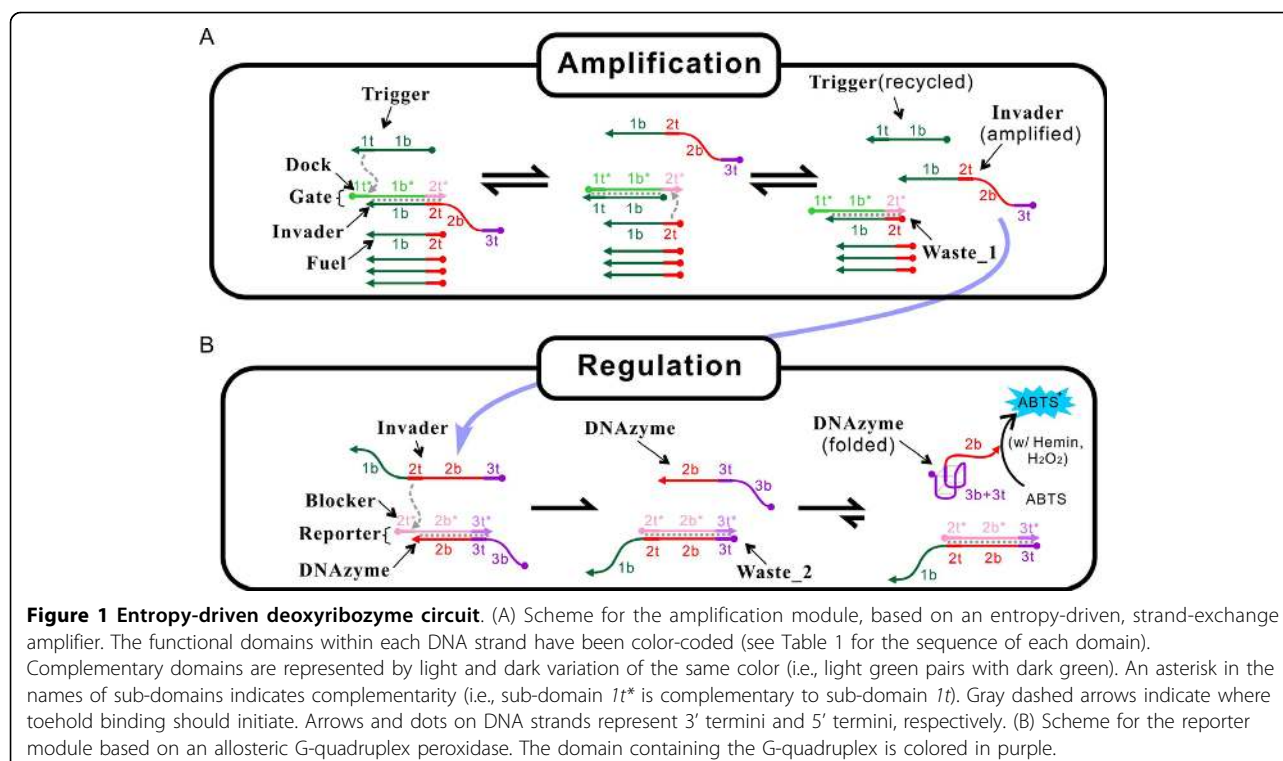 A
Amplification
Trigger
1t 1b
Dock
Gate{
1t* 1b* 2t*
1b 2t 2b
3t
Invader
1b 2t
Fuel
1b 2t
2b
3t
1t* 1b* 2t*
1t 1b
1b 2t
Trigger(recycled)
1t 1b
Invader
(amplified)
1b 2t
2b
3t
1t* 1b* 2t*
1b 2t
Waste_1
B
Regulation
Invader
1b 2t 2b 3t
Blocker
2t* 2b* 3t*
Reporter{
2b 3t 3b
DNAzyme
DNAzyme
2b 3t
3b
2t* 2b* 3t*
2t 2b 3t
1b
Waste_2
DNAzyme
(folded)
2b
3b+3t
ABTS*
(w/ Hemin,
H₂O₂)
ABTS
2t* 2b* 3t*
2t 2b 3t
1b
Figure 1 Entropy-driven deoxyribozyme circuit. (A) Scheme for the amplification module, based on an entropy-driven, strand-exchange
amplifier. The functional domains within each DNA strand have been color-coded (see Table 1 for the sequence of each domain).
Complementary domains are represented by light and dark variation of the same color (i.e., light green pairs with dark green). An asterisk in the
names of sub-domains indicates complementarity (i.e., sub-domain 1t* is complementary to sub-domain 1t). Gray dashed arrows indicate where
toehold binding should initiate. Arrows and dots on DNA strands represent 3′ termini and 5′ termini, respectively. (B) Scheme for the reporter
module based on an allosteric G-quadruplex peroxidase. The domain containing the G-quadruplex is colored in purple.